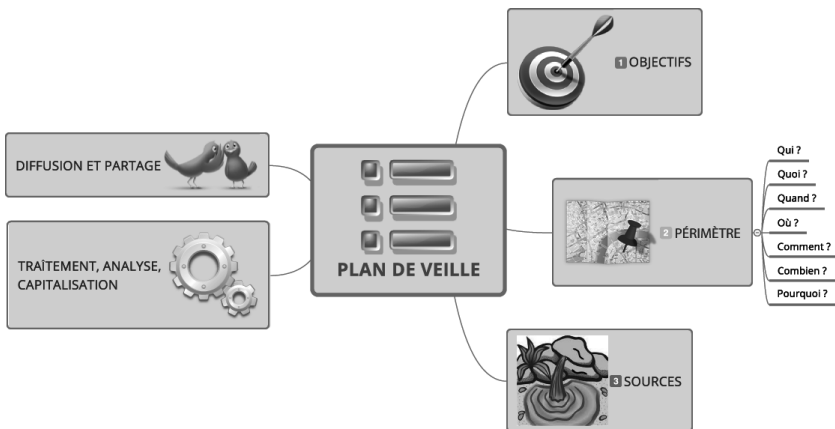 1 OBJECTIFS
DIFFUSION ET PARTAGE
PLAN DE VEILLE
2 PÉRIMÈTRE
Qui ?
Quoi ?
Quand ?
Où ?
Comment ?
Combien ?
Pourquoi ?
TRAÎTEMENT, ANALYSE,
CAPITALISATION
3 SOURCES